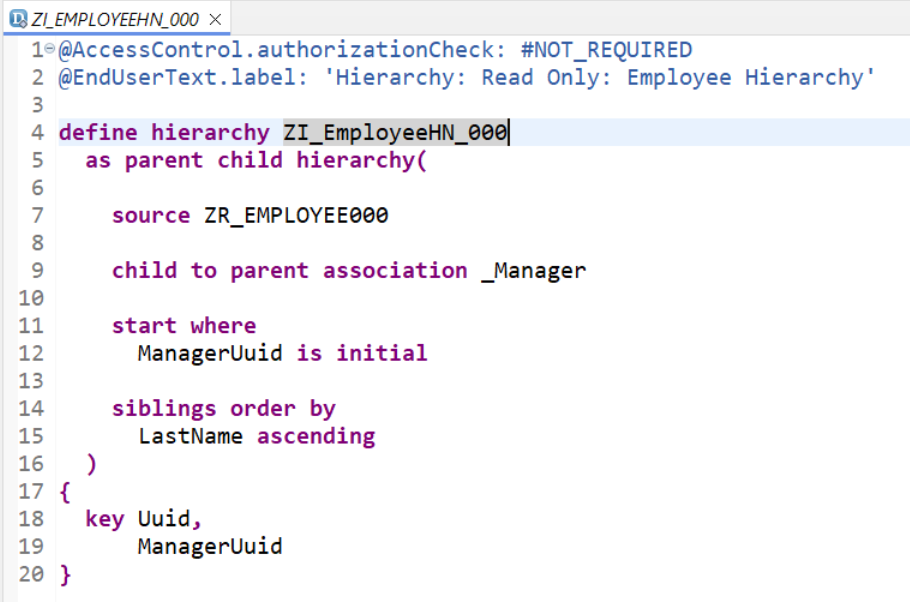 ZI_EMPLOYEEHN_000
1 @AccessControl.authorizationCheck: #NOT_REQUIRED
2 @EndUserText.label: 'Hierarchy: Read Only: Employee Hierarchy'
3
4 define hierarchy ZI_EmployeeHN_000
5 as parent child hierarchy(
6
7 source ZR_EMPLOYEE000
8
9 child to parent association _Manager
10
11 start where
12 ManagerUuid is initial
13
14 siblings order by
15 LastName ascending
16 )
17 {
18 key Uuid,
19 ManagerUuid
20 }